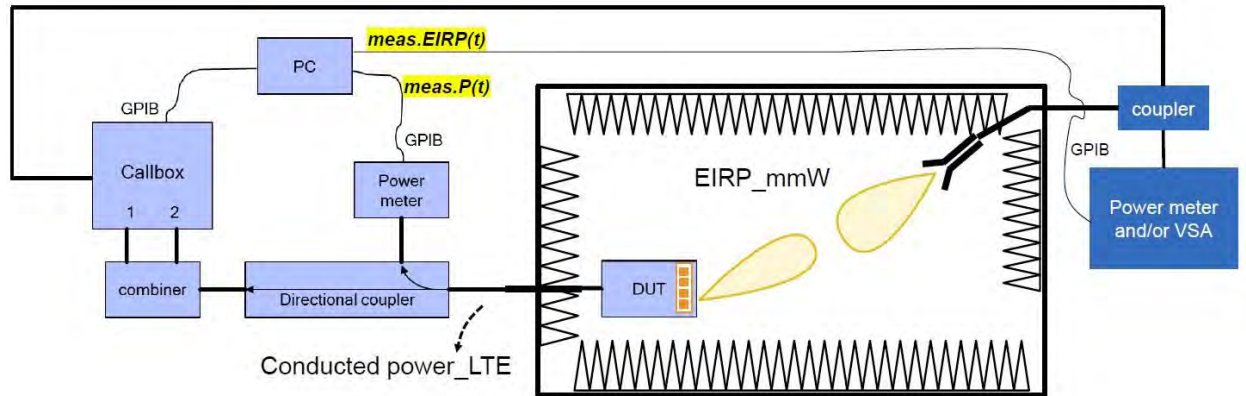 meas.EIRP(t)
PC
meas.P(t)
GPIB
coupler
GPIB
GPIB
Callbox
Power
meter
EIRP_mmW
1 2
Power meter
and/or VSA
combiner
Directional coupler
DUT
Conducted power_LTE